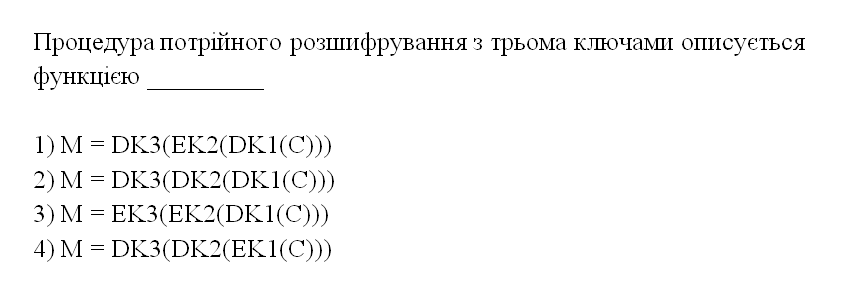 Процедура потрійного розшифрування з трьома ключами описується
функцією _________
1) M = DK3(EK2(DK1(C)))
2) M = DK3(DK2(DK1(C)))
3) M = EK3(EK2(DK1(C)))
4) M = DK3(DK2(EK1(C)))